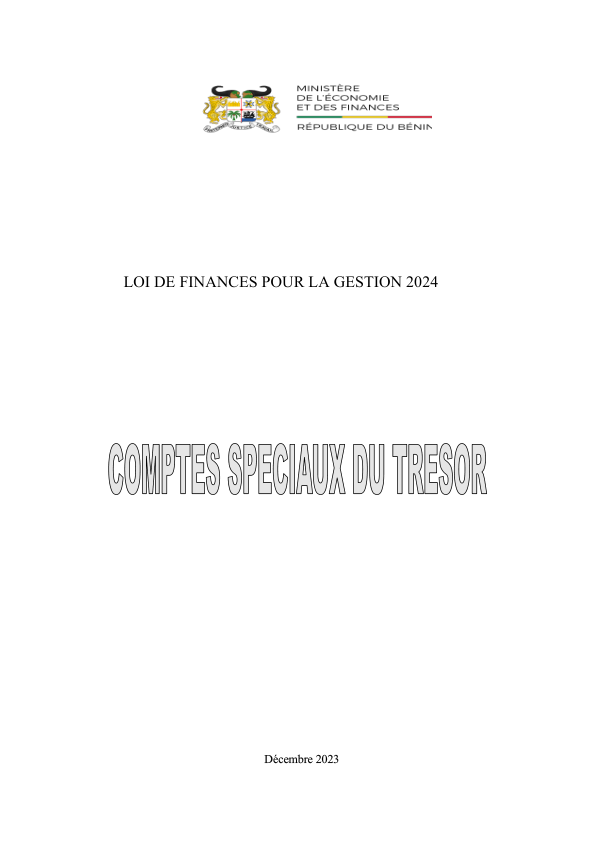 MINISTÈRE
DE L'ÉCONOMIE
ET DES FINANCES
RÉPUBLIQUE DU BÉNIN
LOI DE FINANCES POUR LA GESTION 2024
COMPTES SPECIAUX DU TRESOR
Décembre 2023